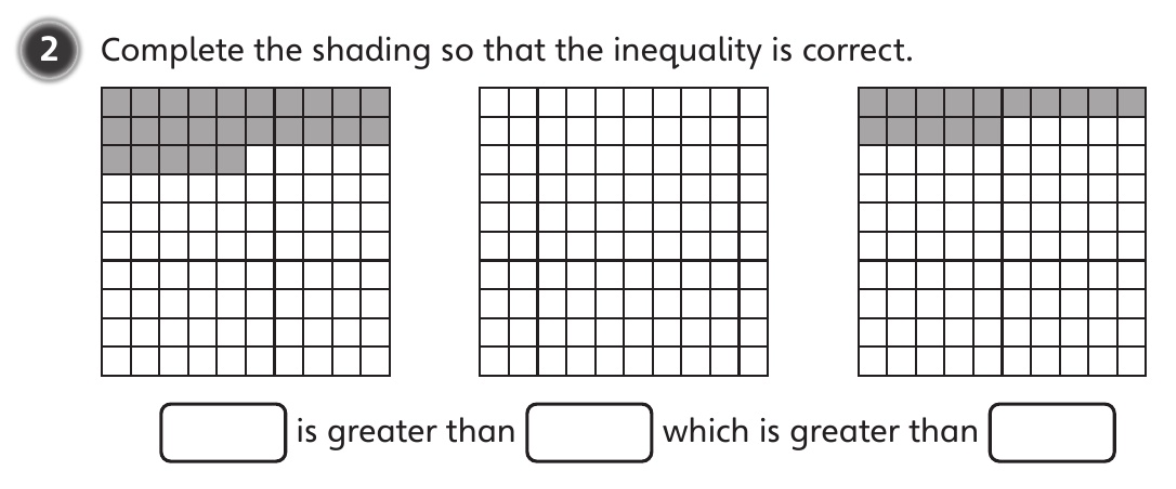 2 Complete the shading so that the inequality is correct.
is greater than which is greater than